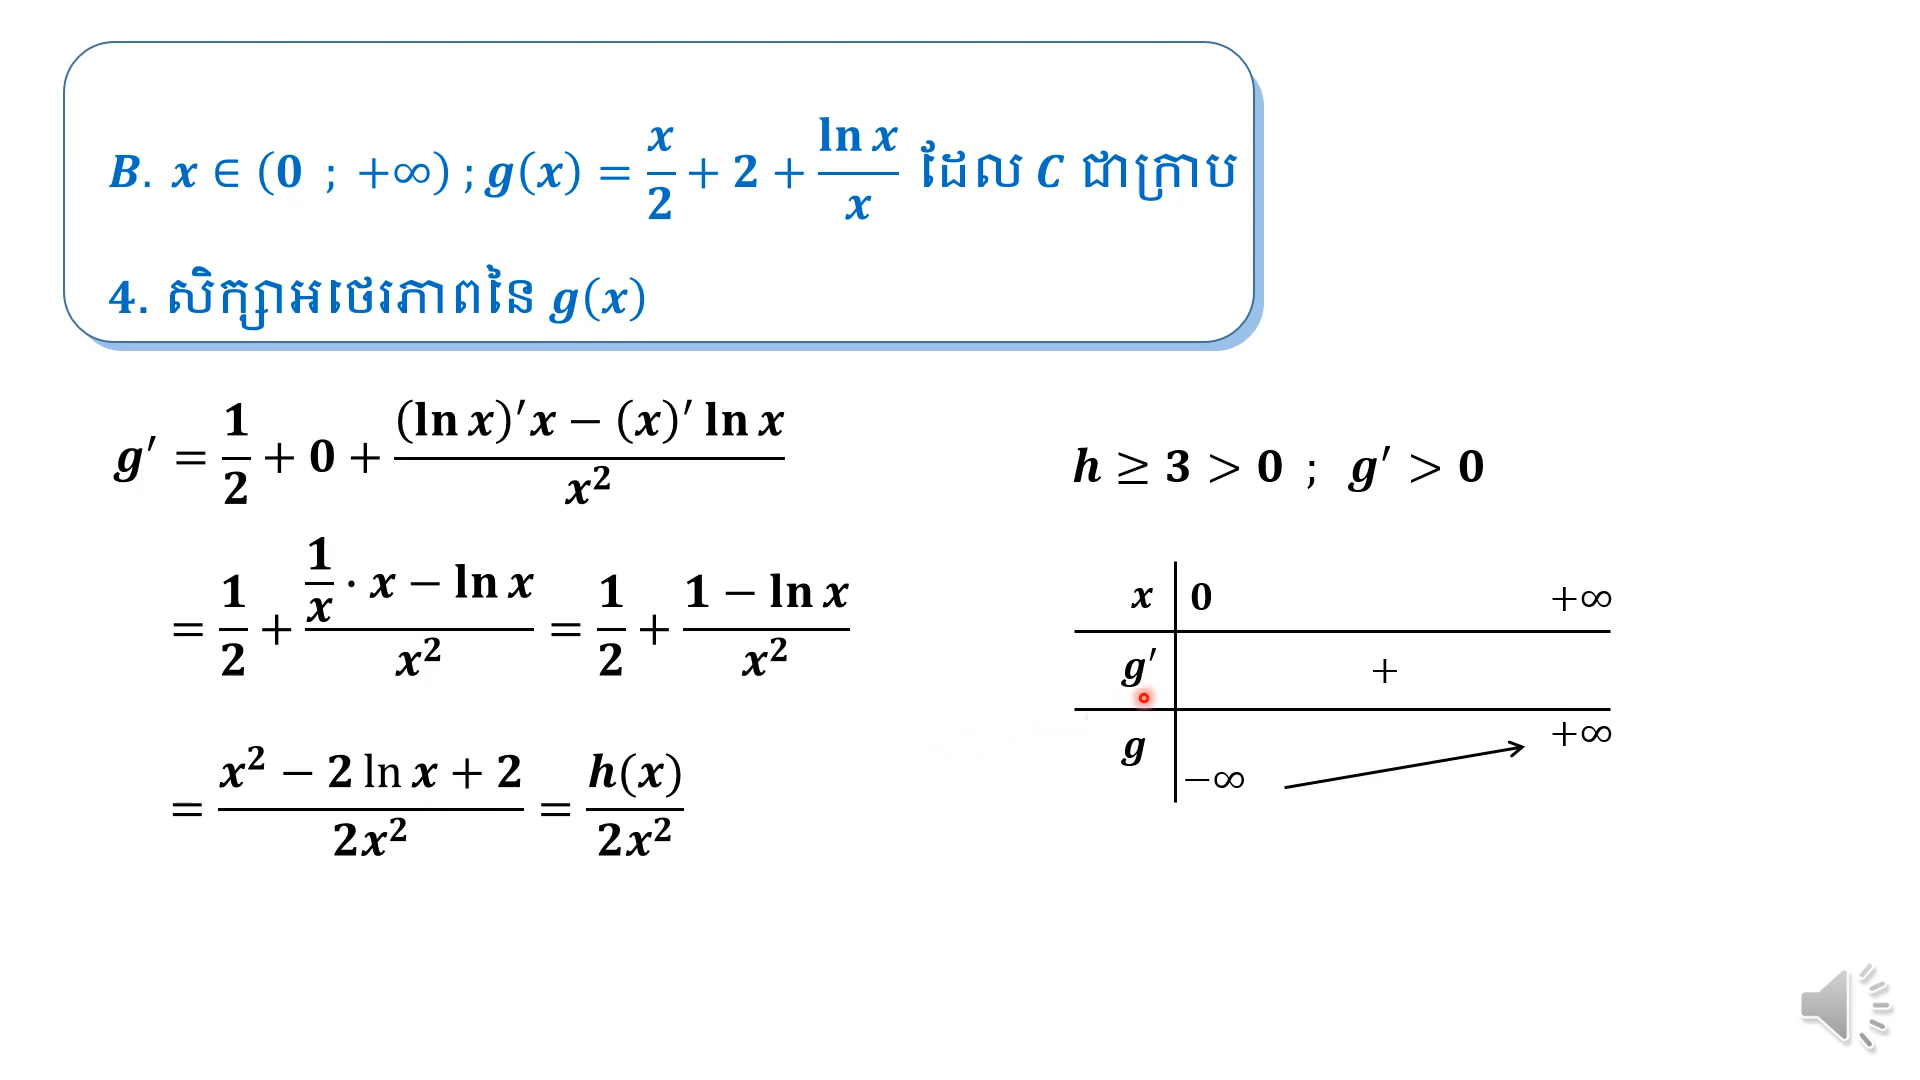 B. x ∈ (0 ; +∞) ; g(x) = x/2 + 2 + ln x/x ដែល C ជាក្រាប
4. សិក្សាអថេរភាពនៃ g(x)
g′ = 1/2 + 0 + ((ln x)′x − (x)′ ln x)/x²
= 1/2 + (1/x · x − ln x)/x² = 1/2 + (1 − ln x)/x²
= (x² − 2 ln x + 2)/2x² = h(x)/2x²
h ≥ 3 > 0 ; g′ > 0
x 0 +∞
g′ +
g −∞ +∞